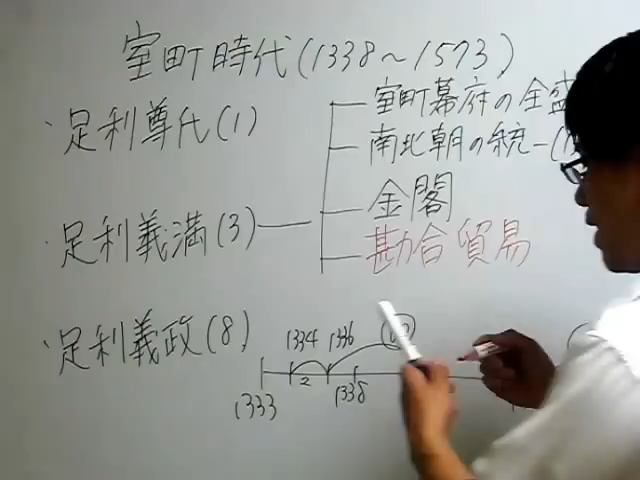 室町時代(1338～1573)
・足利尊代(1)
・足利義満(3)
室町幕府の全盛
南北朝の統一(
金閣
勘合貿易
・足利義政(8)
1334
1336
2
1333
1338